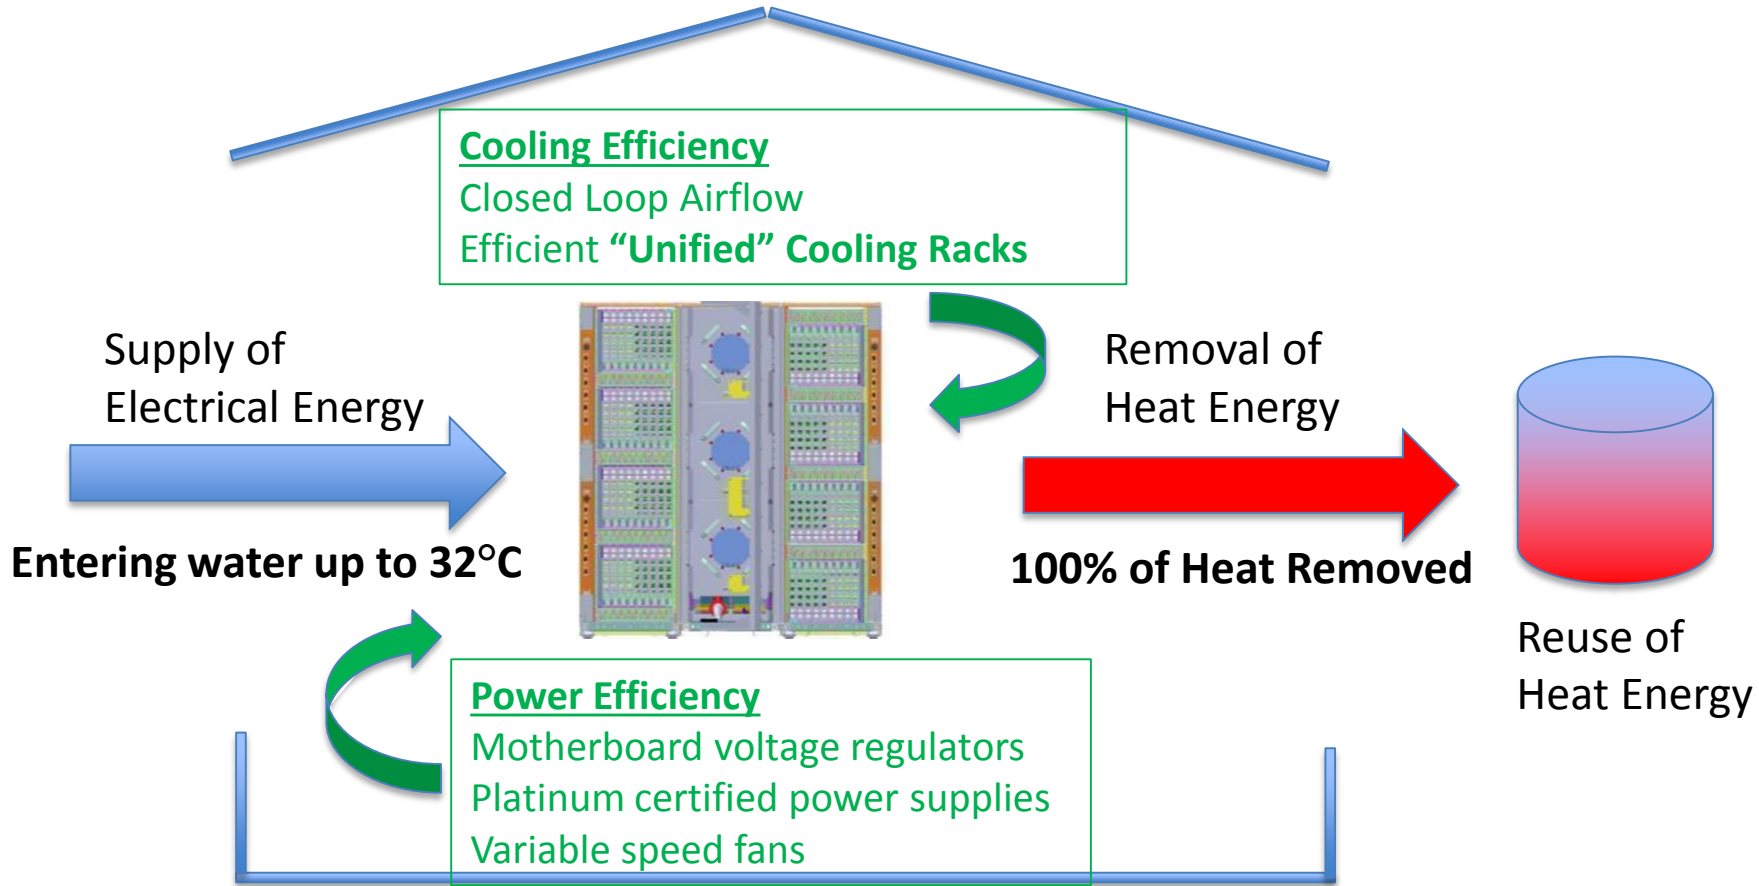 Cooling Efficiency
Closed Loop Airflow
Efficient “Unified” Cooling Racks
Supply of
Electrical Energy
Removal of
Heat Energy
Entering water up to 32°C
100% of Heat Removed
Reuse of
Heat Energy
Power Efficiency
Motherboard voltage regulators
Platinum certified power supplies
Variable speed fans